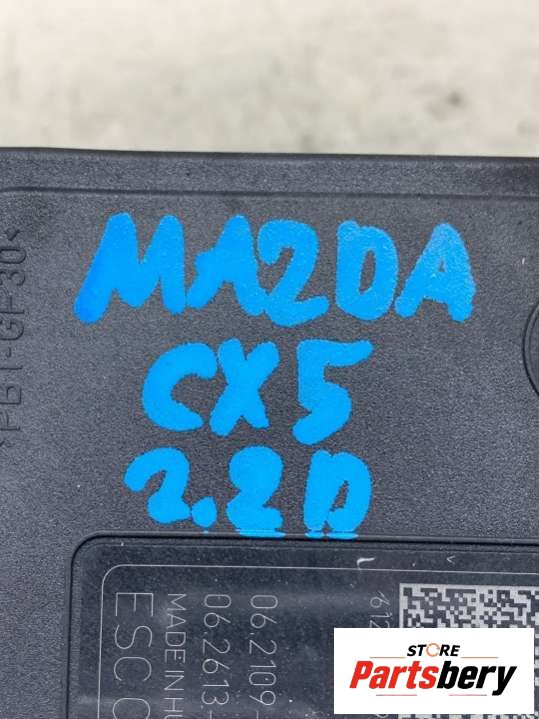 MAZDA
CX5
2.2D
>PBT-GF30<
06.2109-
06.2613-
MADE IN HU
ESC
STORE
Partsbery